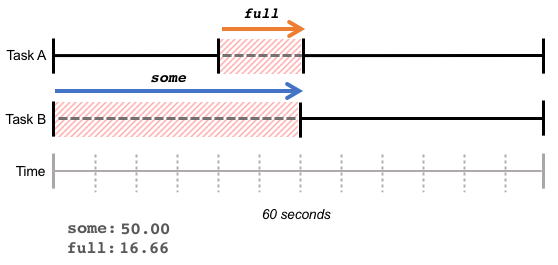 full
Task A
some
Task B
Time
60 seconds
some: 50.00
full: 16.66